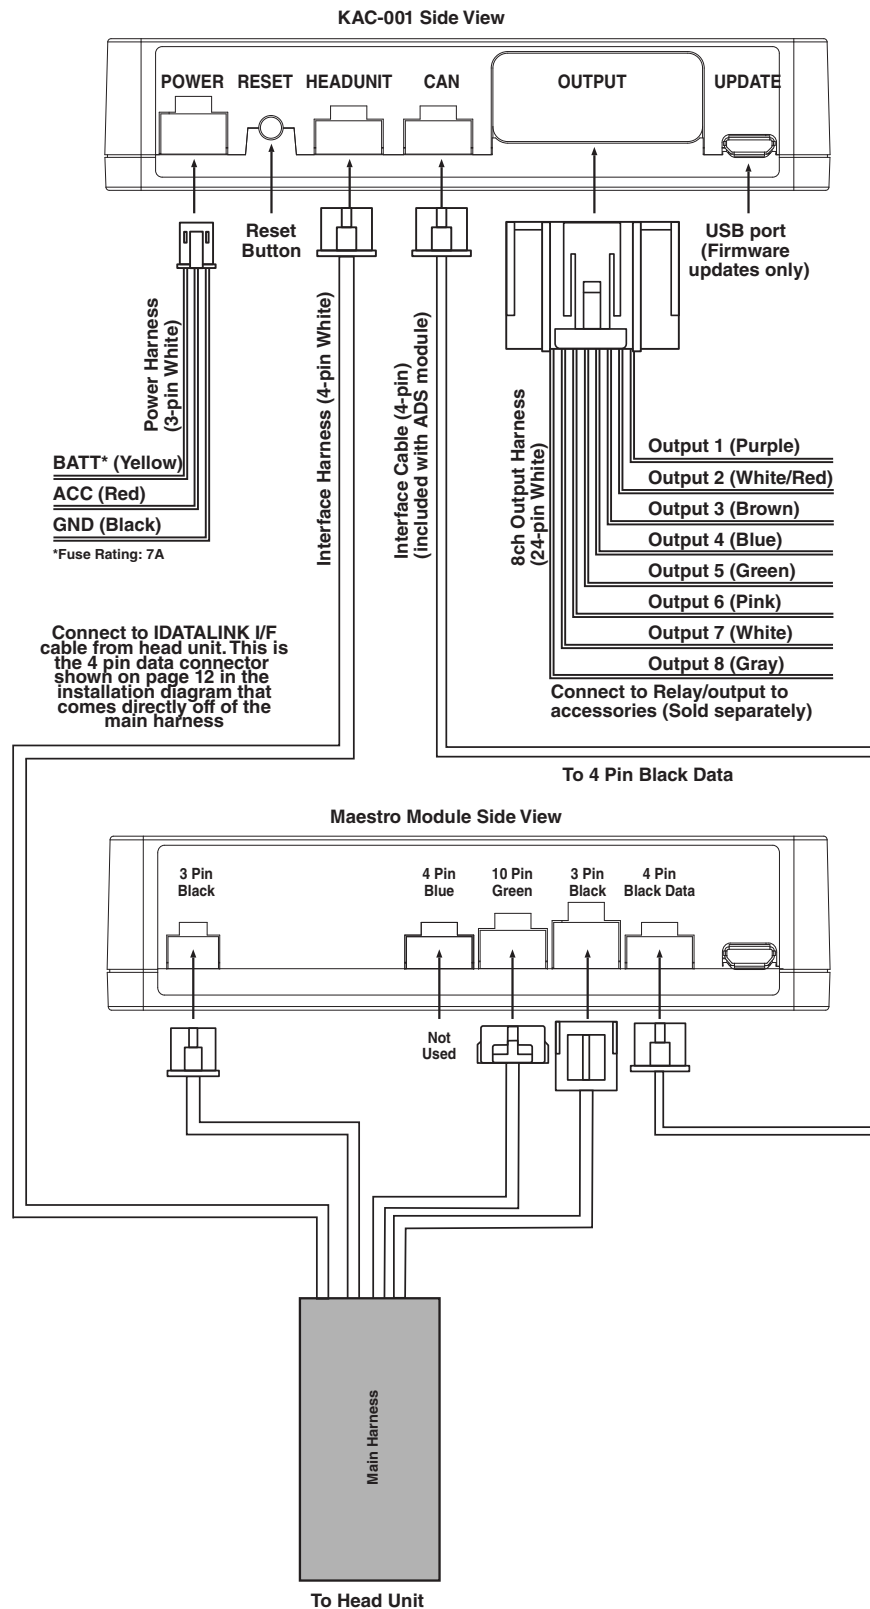 KAC-001 Side View
POWER RESET HEADUNIT CAN OUTPUT UPDATE
Reset
Button
USB port
(Firmware
updates only)
Power Harness
(3-pin White)
Interface Harness (4-pin White)
Interface Cable (4-pin)
(included with ADS module)
8ch Output Harness
(24-pin White)
BATT* (Yellow)
ACC (Red)
GND (Black)
*Fuse Rating: 7A
Output 1 (Purple)
Output 2 (White/Red)
Output 3 (Brown)
Output 4 (Blue)
Output 5 (Green)
Output 6 (Pink)
Output 7 (White)
Output 8 (Gray)
Connect to Relay/output to
accessories (Sold separately)
Connect to IDATALINK I/F
cable from head unit. This is
the 4 pin data connector
shown on page 12 in the
installation diagram that
comes directly off of the
main harness
To 4 Pin Black Data
Maestro Module Side View
3 Pin
Black
4 Pin
Blue
10 Pin
Green
3 Pin
Black
4 Pin
Black Data
Not
Used
Main Harness
To Head Unit